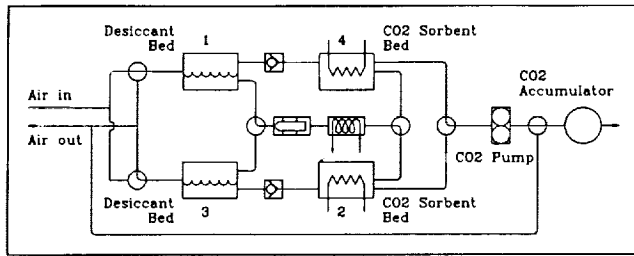 Desiccant
Bed
1
4
CO2 Sorbent
Bed
CO2
Accumulator
Air in
Air out
CO2 Pump
Desiccant
Bed
3
2
CO2 Sorbent
Bed